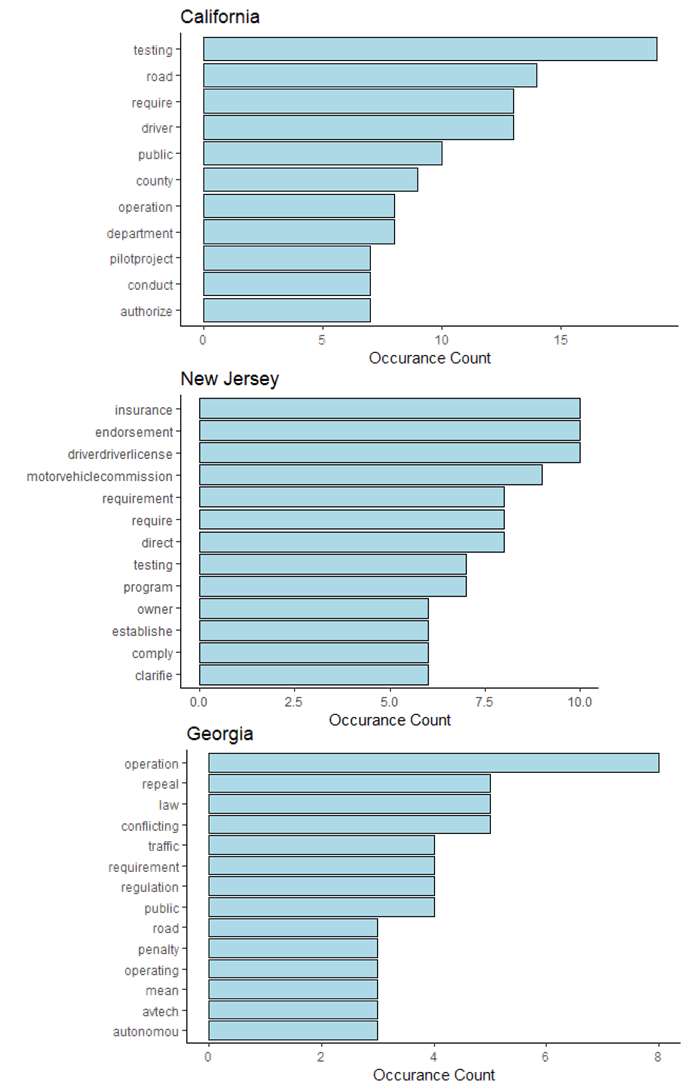 California
testing
road
require
driver
public
county
operation
department
pilotproject
conduct
authorize
0 5 10 15
Occurance Count
New Jersey
insurance
endorsement
driverdriverlicense
motorvehiclecommission
requirement
require
direct
testing
program
owner
establishe
comply
clarifie
0.0 2.5 5.0 7.5 10.0
Occurance Count
Georgia
operation
repeal
law
conflicting
traffic
requirement
regulation
public
road
penalty
operating
mean
avtech
autonomou
0 2 4 6 8
Occurance Count